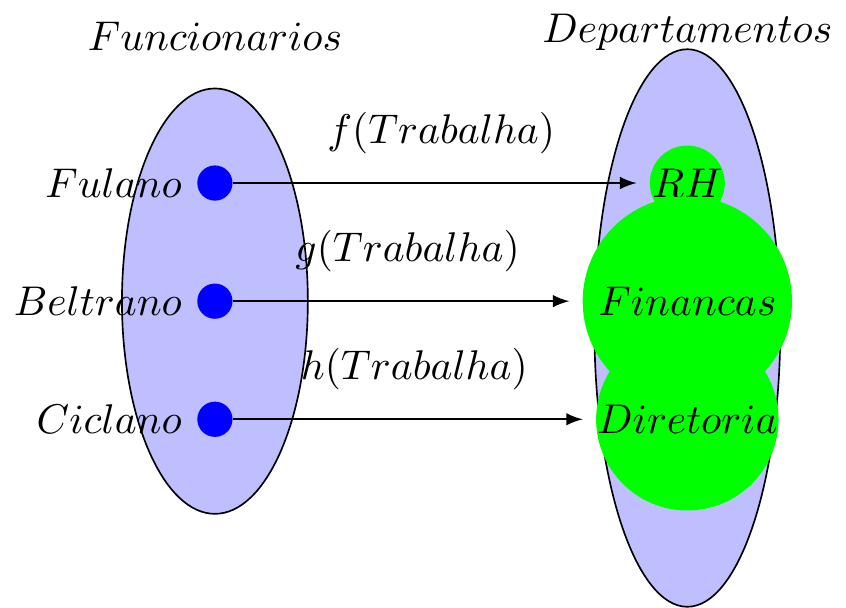 Funcionarios
Departamentos
f(Trabalha)
Fulano
RH
g(Trabalha)
Beltrano
Financas
h(Trabalha)
Ciclano
Diretoria